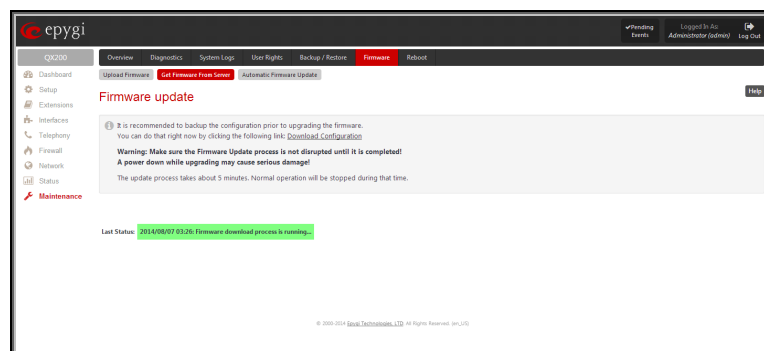 epygi
Pending Events
Logged In As:
Administrator (admin)
Log Out
QX200
Overview Diagnostics System Logs User Rights Backup / Restore Firmware Reboot
Dashboard
Setup
Extensions
Interfaces
Telephony
Firewall
Network
Status
Maintenance
Upload Firmware Get Firmware From Server Automatic Firmware Update
Firmware update
Help
It is recommended to backup the configuration prior to upgrading the firmware.
You can do that right now by clicking the following link: Download Configuration
Warning: Make sure the Firmware Update process is not disrupted until it is completed!
A power down while upgrading may cause serious damage!
The update process takes about 5 minutes. Normal operation will be stopped during that time.
Last Status: 2014/08/07 03:26: Firmware download process is running...
© 2000-2014 Epygi Technologies, LTD. All Rights Reserved. (en_US)